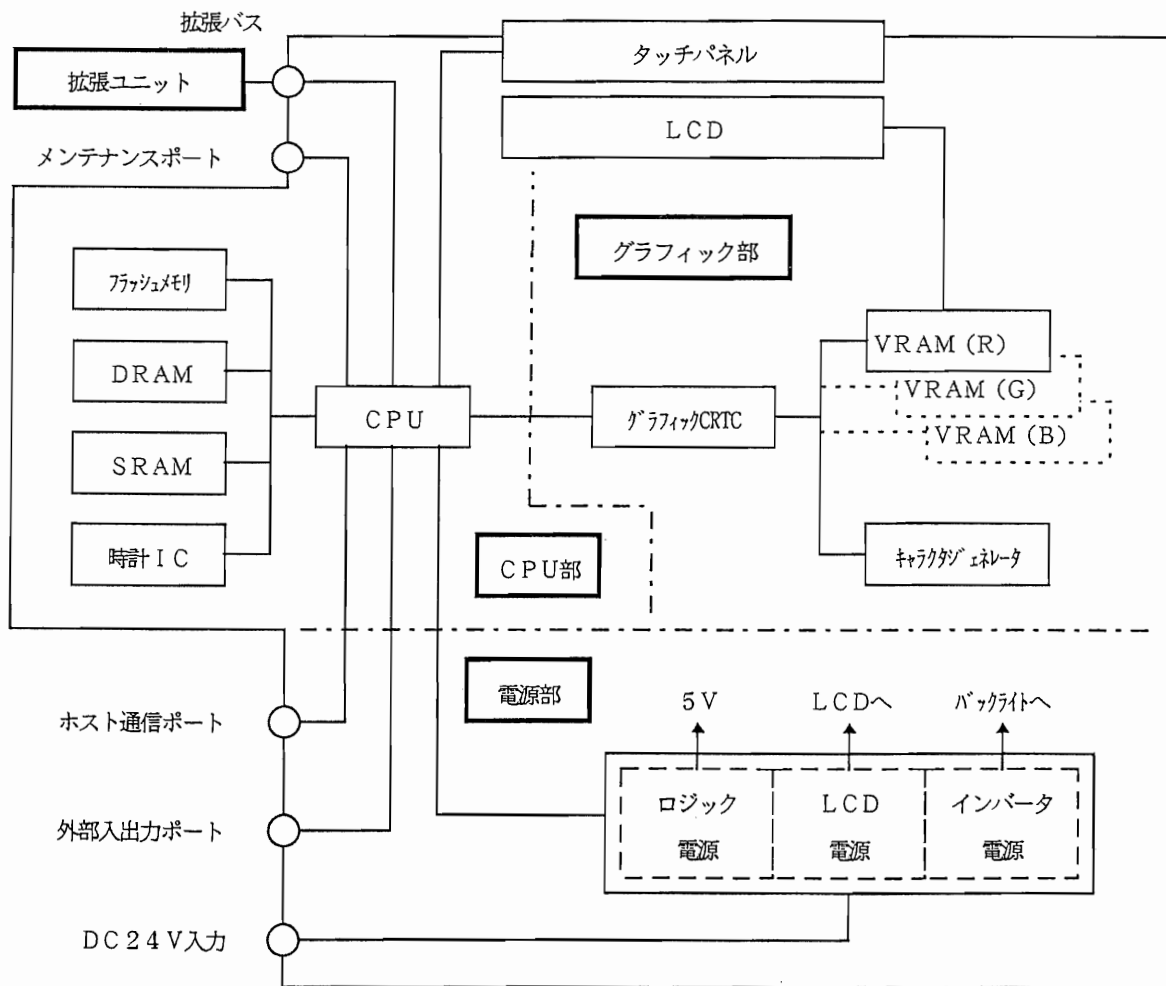 拡張バス
タッチパネル
拡張ユニット
LCD
メンテナンスポート
グラフィック部
フラッシュメモリ
VRAM(R)
DRAM
VRAM(G)
CPU
グラフィックCRTC
VRAM(B)
SRAM
時計IC
CPU部
キャラクタジェネレータ
電源部
5V
LCDへ
バックライトへ
ホスト通信ポート
ロジック
電源
LCD
電源
インバータ
電源
外部入出力ポート
DC24V入力